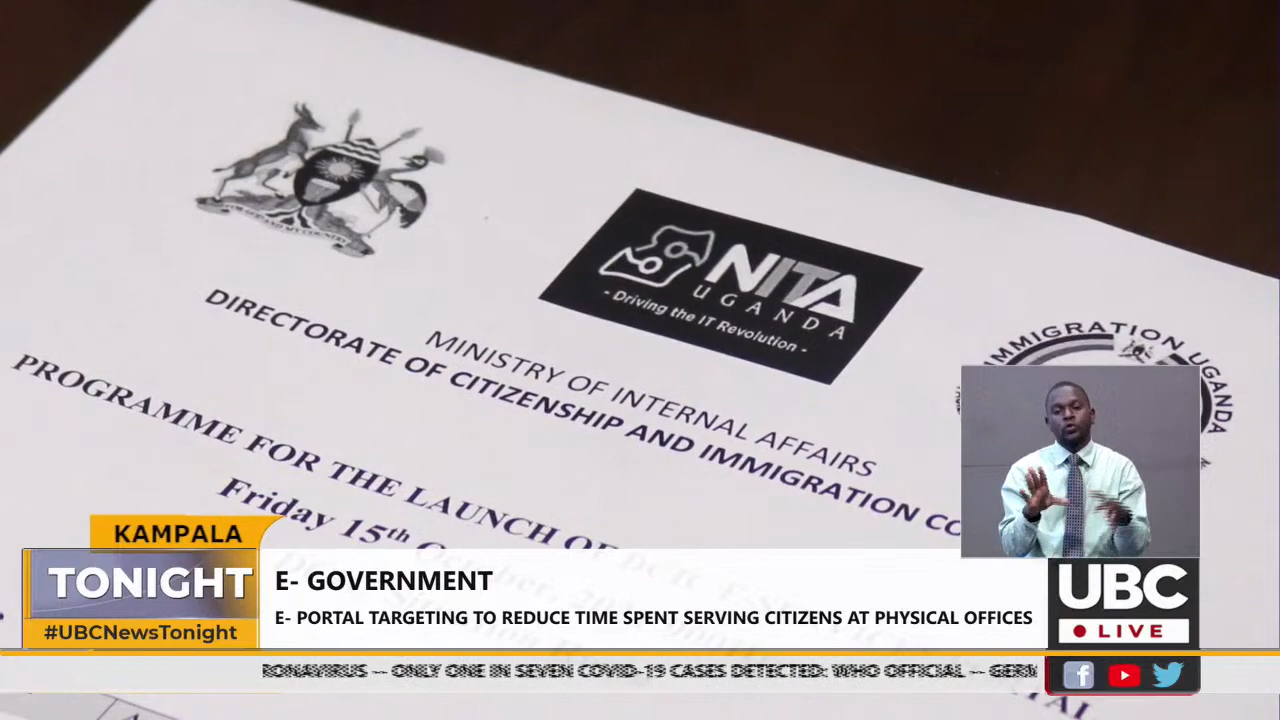 NITA
UGANDA
- Driving the IT Revolution -
IMMIGRATION UGANDA
MINISTRY OF INTERNAL AFFAIRS
DIRECTORATE OF CITIZENSHIP AND IMMIGRATION CO
PROGRAMME FOR THE LAUNCH OF
Friday 15th
KAMPALA
TONIGHT
#UBCNewsTonight
E- GOVERNMENT
E- PORTAL TARGETING TO REDUCE TIME SPENT SERVING CITIZENS AT PHYSICAL OFFICES
UBC
LIVE
ONAVIRUS -- ONLY ONE IN SEVEN COVID-19 CASES DETECTED: WHO OFFICIAL -- GERM